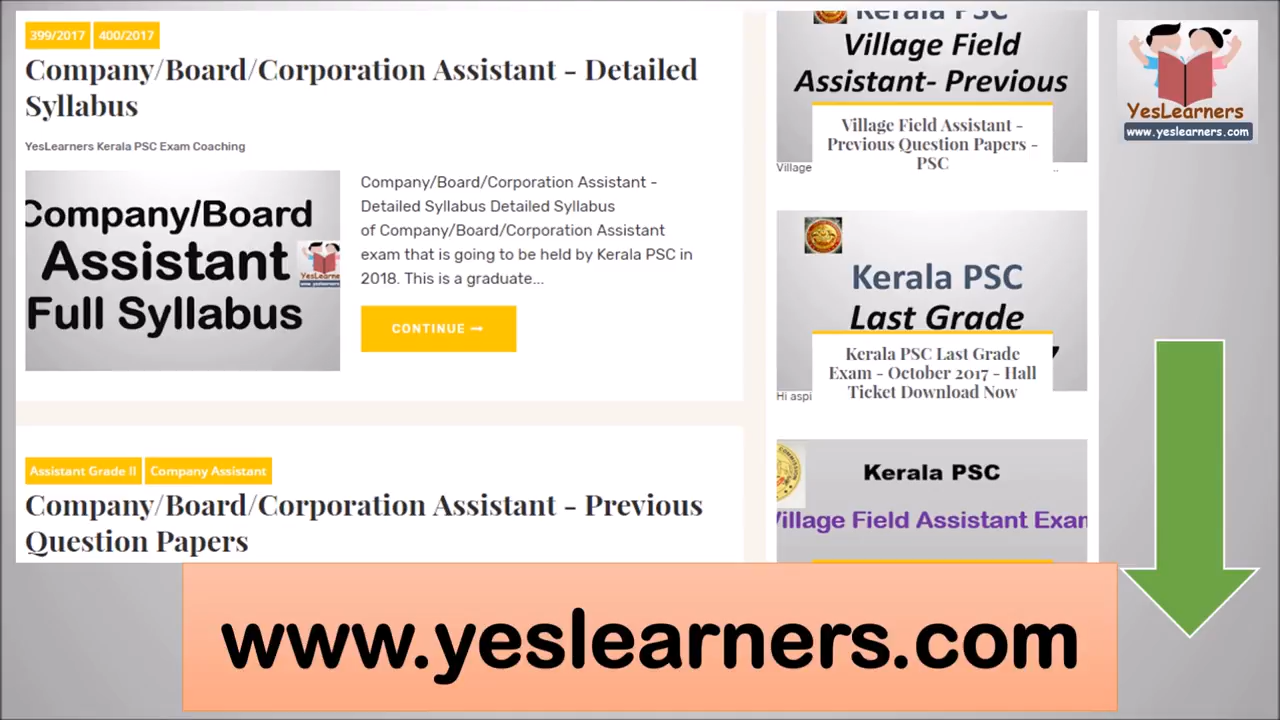 399/2017 400/2017
Company/Board/Corporation Assistant - Detailed
Syllabus
YesLearners Kerala PSC Exam Coaching
Company/Board
Assistant
Full Syllabus
YesLearners
Company/Board/Corporation Assistant -
Detailed Syllabus Detailed Syllabus
of Company/Board/Corporation Assistant
exam that is going to be held by Kerala PSC in
2018. This is a graduate...
CONTINUE
Assistant Grade II Company Assistant
Company/Board/Corporation Assistant - Previous
Question Papers
Kerala PSC
Village Field
Assistant- Previous
Village Field Assistant -
Previous Question Papers -
PSC
Village
..
Kerala PSC
Last Grade
Kerala PSC Last Grade
Exam - October 2017 - Hall
Ticket Download Now
Hi aspi
Kerala PSC
Village Field Assistant Exam
YesLearners
www.yeslearners.com
www.yeslearners.com